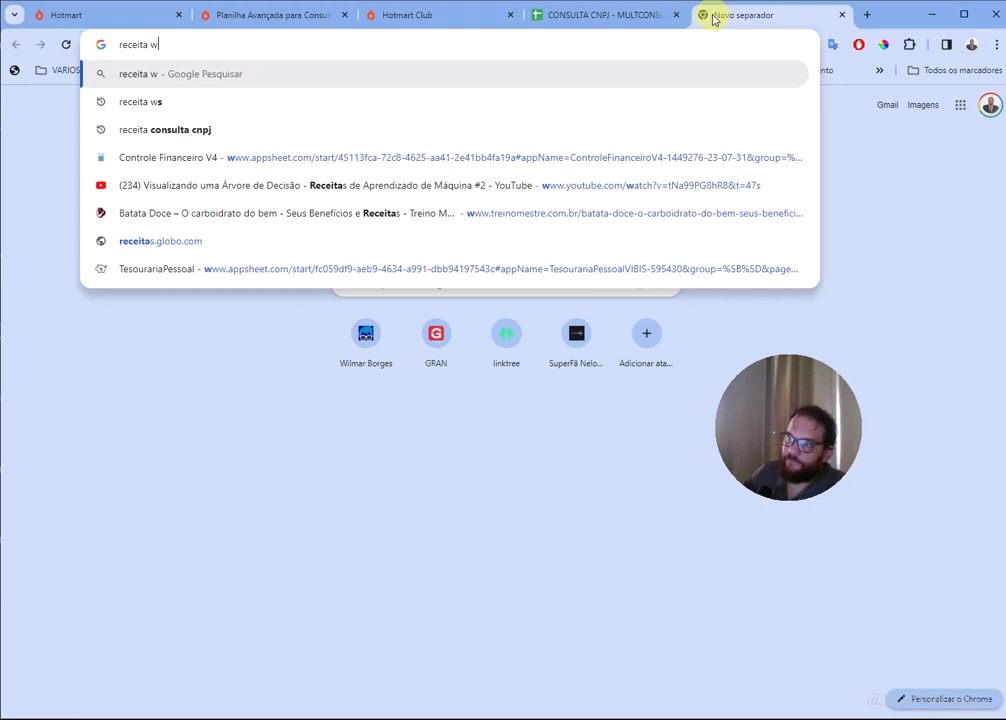 Hotmart
Planilha Avançada para Consul
Hotmart Club
CONSULTA CNPJ - MULTCONSU
Novo separador
receita w
VARIOS
Todos os marcadores
receita w - Google Pesquisar
receita ws
Gmail
Imagens
receita consulta cnpj
Controle Financeiro V4 - www.appsheet.com/start/45113fca-72c8-4625-aa41-2e41bb4fa19a#appName=ControleFinanceiroV4-1449276-23-07-31&group=%...
(234) Visualizando uma Árvore de Decisão - Receitas de Aprendizado de Máquina #2 - YouTube - www.youtube.com/watch?v=tNa99PG8hR8&t=47s
Batata Doce – O carboidrato do bem - Seus Benefícios e Receitas - Treino M... - www.treinomestre.com.br/batata-doce-o-carboidrato-do-bem-seus-benefici...
receitas.globo.com
TesourariaPessoal - www.appsheet.com/start/fc059df9-aeb9-4634-a991-dbb94197543c#appName=TesourariaPessoalVIBIS-595430&group=%5B%5D&page...
Wilmar Borges
GRAN
linktree
SuperFã Nelo...
Adicionar ata...
Personalizar o Chrome